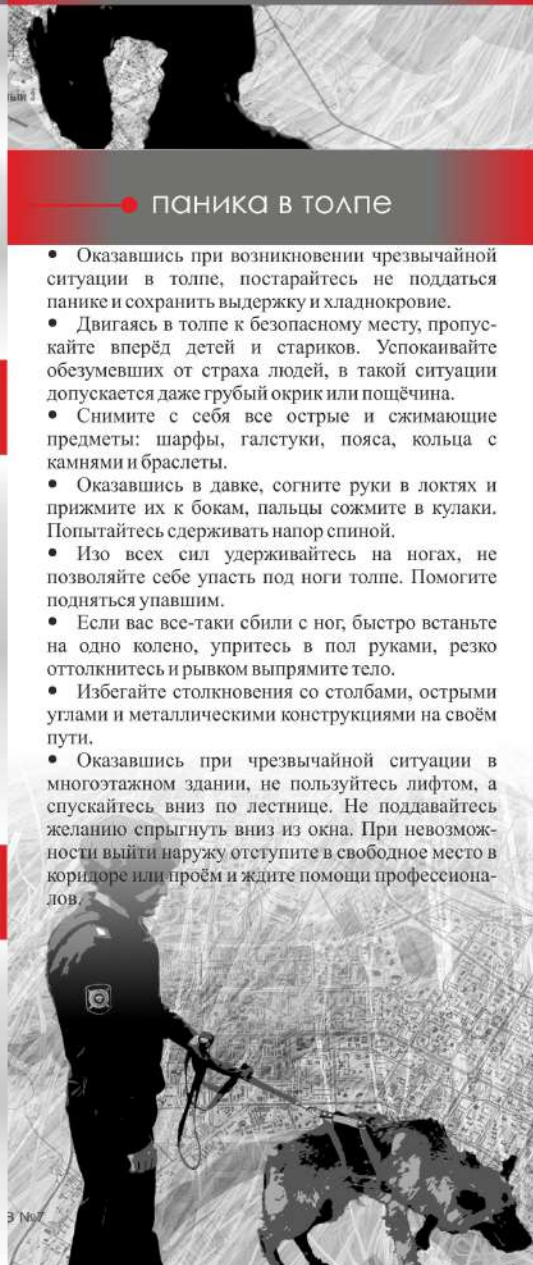 паника в толпе
• Оказавшись при возникновении чрезвычайной
ситуации в толпе, постарайтесь не поддаться
панике и сохранить выдержку и хладнокровие.
• Двигаясь в толпе к безопасному месту, пропус-
кайте вперёд детей и стариков. Успокаивайте
обезумевших от страха людей, в такой ситуации
допускается даже грубый окрик или пощёчина.
• Снимите с себя все острые и сжимающие
предметы: шарфы, галстуки, пояса, кольца с
камнями и браслеты.
• Оказавшись в давке, согните руки в локтях и
прижмите их к бокам, пальцы сожмите в кулаки.
Попытайтесь сдерживать напор спиной.
• Изо всех сил удерживайтесь на ногах, не
позволяйте себе упасть под ноги толпе. Помогите
подняться упавшим.
• Если вас все-таки сбили с ног, быстро встаньте
на одно колено, упритесь в пол руками, резко
оттолкнитесь и рывком выпрямите тело.
• Избегайте столкновения со столбами, острыми
углами и металлическими конструкциями на своём
пути.
• Оказавшись при чрезвычайной ситуации в
многоэтажном здании, не пользуйтесь лифтом, а
спускайтесь вниз по лестнице. Не поддавайтесь
желанию спрыгнуть вниз из окна. При невозмож-
ности выйти наружу отступите в свободное место в
коридоре или проём и ждите помощи профессиона-
лов.
№7